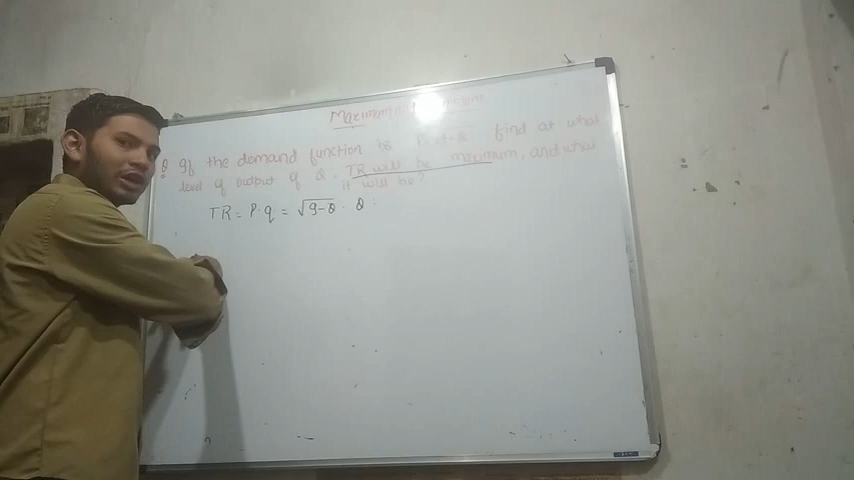 Maximum
Q If the demand function is find at what
level of output of Q. TR will be maximum, and what
it will be?
TR = P.q = √9-Q . Q